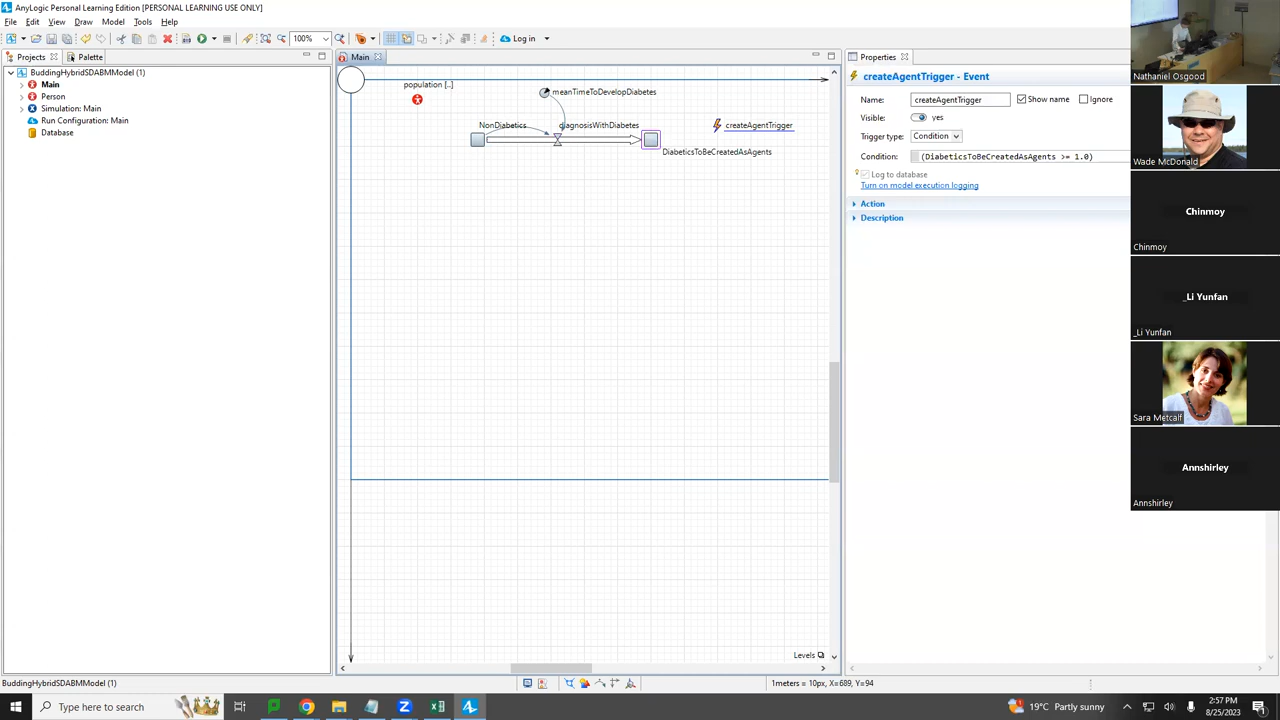 AnyLogic Personal Learning Edition [PERSONAL LEARNING USE ONLY]
File Edit View Draw Model Tools Help
100%
Log in
Projects
Palette
Main
Properties
BuddingHybridSDABMModel (1)
Main
Person
Simulation: Main
Run Configuration: Main
Database
population [..]
meanTimeToDevelopDiabetes
NonDiabetics
diagnosisWithDiabetes
createAgentTrigger
DiabeticsToBeCreatedAsAgents
Levels
createAgentTrigger - Event
Name: createAgentTrigger Show name Ignore
Visible: yes
Trigger type: Condition
Condition: (DiabeticsToBeCreatedAsAgents >= 1.0)
Log to database
Turn on model execution logging
Action
Description
Nathaniel Osgood
Wade McDonald
Chinmoy
Chinmoy
_Li Yunfan
_Li Yunfan
Sara Metcalf
Annshirley
Annshirley
BuddingHybridSDABMModel (1)
1meters = 10px, X=689, Y=94
Type here to search
19°C Partly sunny
2:57 PM
8/25/2023